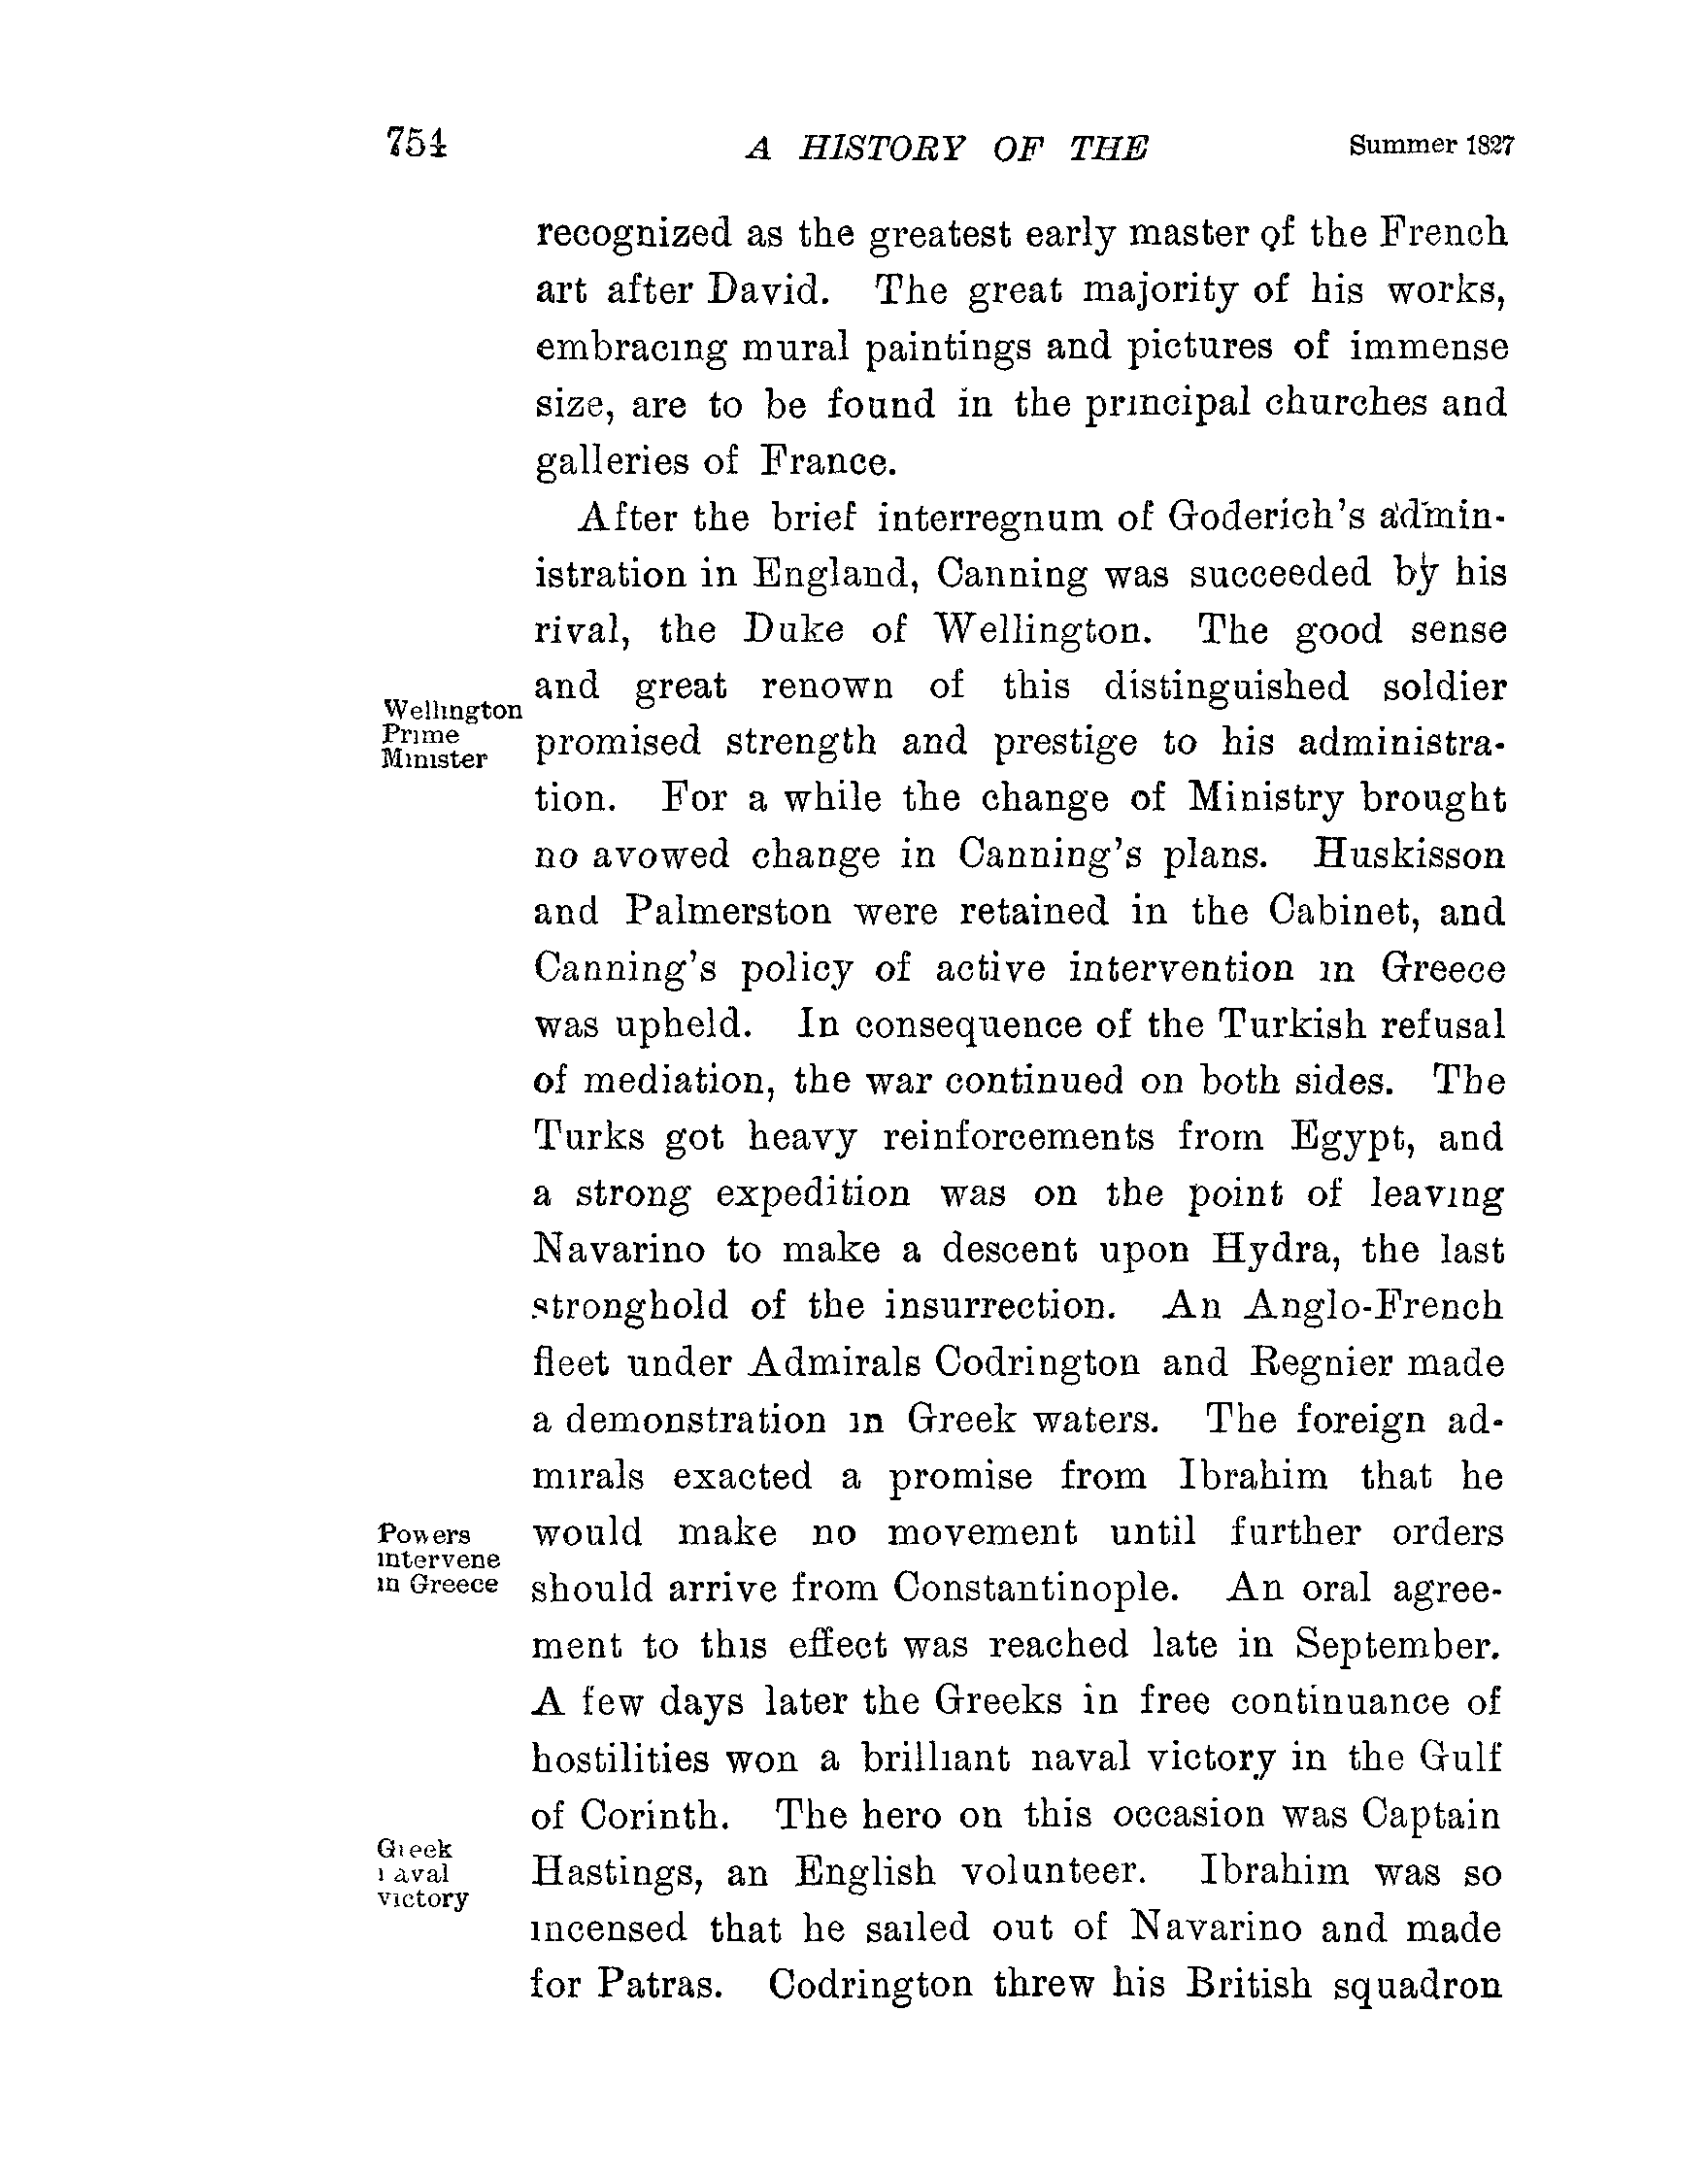 754 A HISTORY OF THE Summer 1827
recognized as the greatest early master of the French
art after David. The great majority of his works,
embracing mural paintings and pictures of immense
size, are to be found in the principal churches and
galleries of France.
After the brief interregnum of Goderich's admin-
istration in England, Canning was succeeded by his
rival, the Duke of Wellington. The good sense
and great renown of this distinguished soldier
Wellington
Prime
Minister
promised strength and prestige to his administra-
tion. For a while the change of Ministry brought
no avowed change in Canning's plans. Huskisson
and Palmerston were retained in the Cabinet, and
Canning's policy of active intervention in Greece
was upheld. In consequence of the Turkish refusal
of mediation, the war continued on both sides. The
Turks got heavy reinforcements from Egypt, and
a strong expedition was on the point of leaving
Navarino to make a descent upon Hydra, the last
stronghold of the insurrection. An Anglo-French
fleet under Admirals Codrington and Regnier made
a demonstration in Greek waters. The foreign ad-
mirals exacted a promise from Ibrahim that he
Powers
intervene
in Greece
would make no movement until further orders
should arrive from Constantinople. An oral agree-
ment to this effect was reached late in September.
A few days later the Greeks in free continuance of
hostilities won a brilliant naval victory in the Gulf
of Corinth. The hero on this occasion was Captain
Greek
naval
victory
Hastings, an English volunteer. Ibrahim was so
incensed that he sailed out of Navarino and made
for Patras. Codrington threw his British squadron